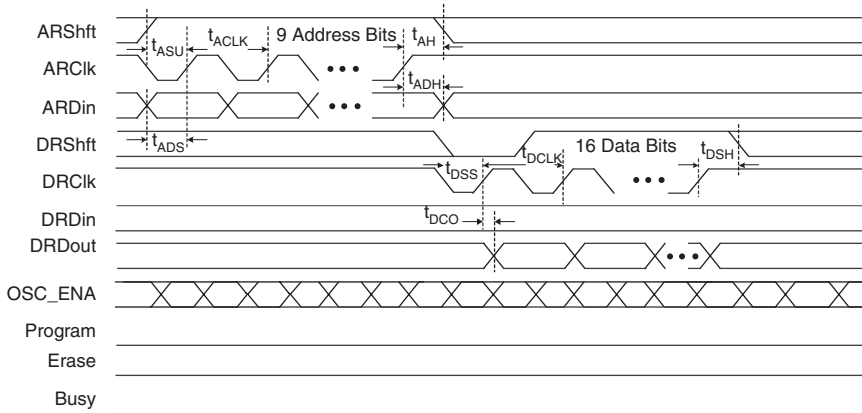 ARShft
tASU
tACLK
9 Address Bits
tAH
ARClk
tADH
ARDin
tADS
DRShft
16 Data Bits
tDCLK
tDSS
tDSH
DRClk
DRDin
tDCO
DRDout
OSC_ENA
Program
Erase
Busy